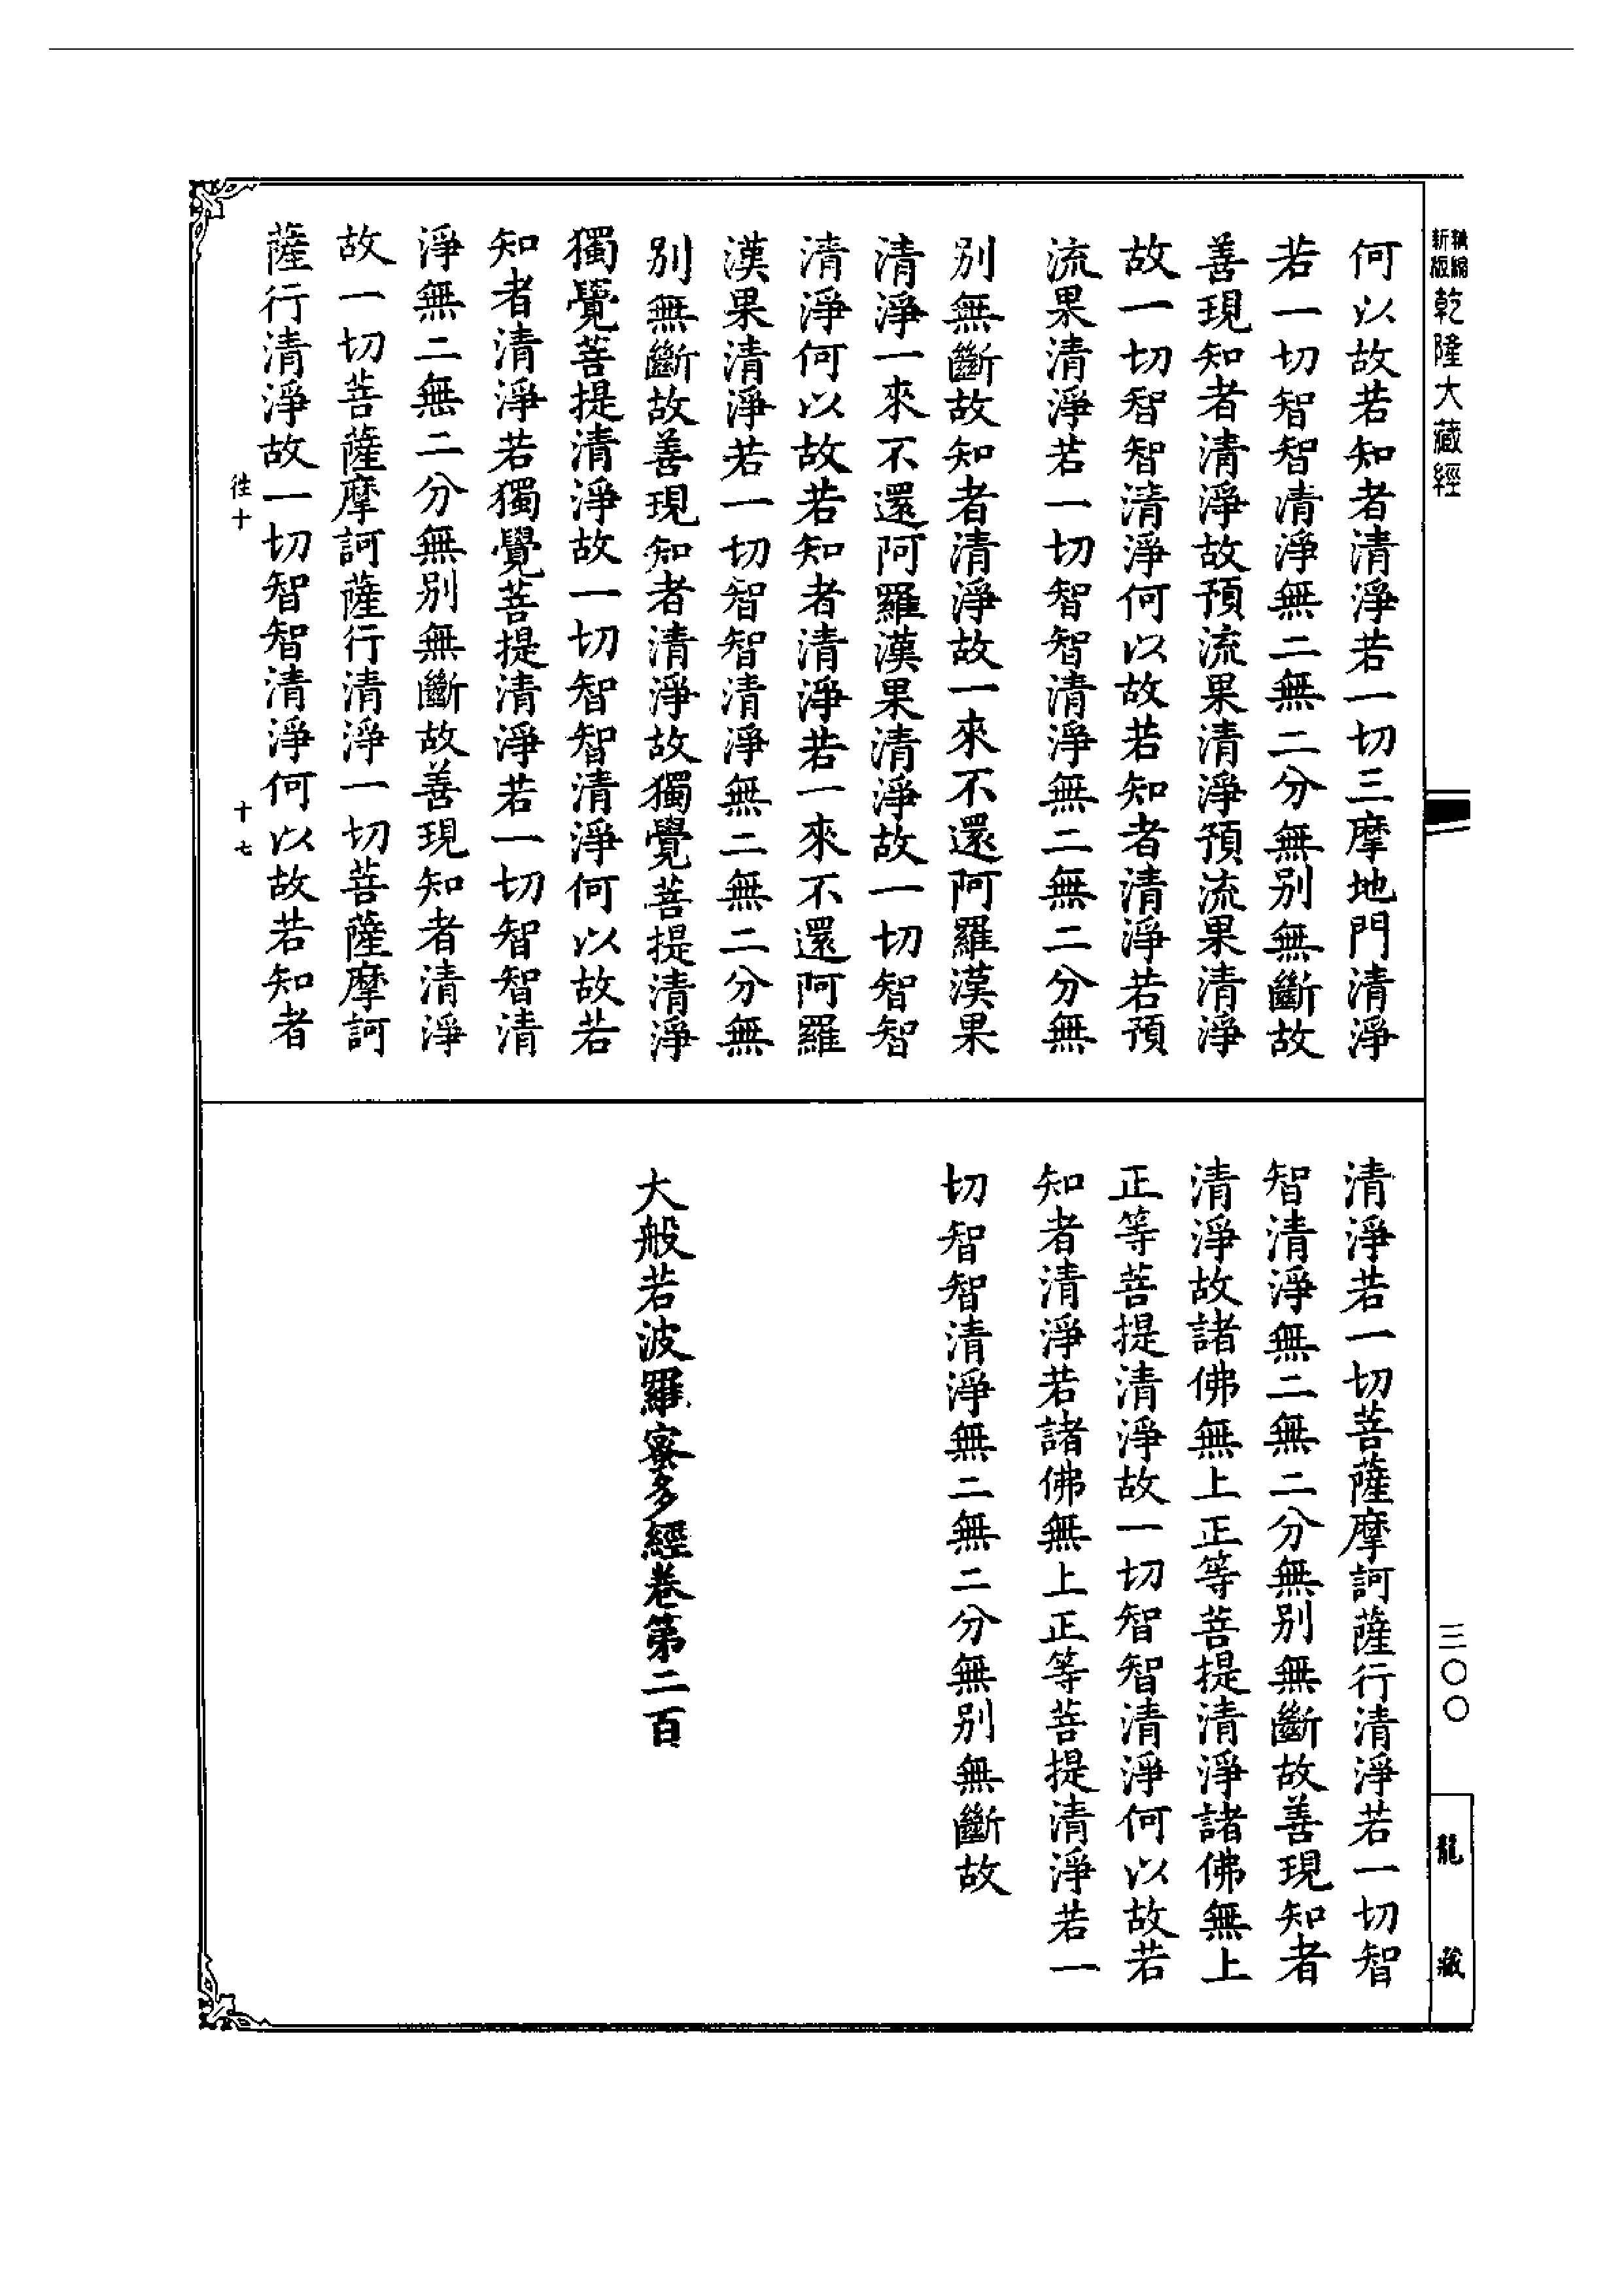 新編縮版乾隆大藏經
何以故若知者清淨若一切三摩地門清淨
若一切智智清淨無二無二分無別無斷故
善現知者清淨故預流果清淨預流果清淨
故一切智智清淨何以故若知者清淨若預
流果清淨若一切智智清淨無二無二分無
別無斷故知者清淨故一來不還阿羅漢果
清淨一來不還阿羅漢果清淨故一切智智
清淨何以故若知者清淨若一來不還阿羅
漢果清淨若一切智智清淨無二無二分無
別無斷故善現知者清淨故獨覺菩提清淨
獨覺菩提清淨故一切智智清淨何以故若
知者清淨若獨覺菩提清淨若一切智智清
淨無二無二分無別無斷故善現知者清淨
故一切菩薩摩訶薩行清淨一切菩薩摩訶
薩行清淨故一切智智清淨何以故若知者
十七
清淨若一切菩薩摩訶薩行清淨若一切智
智清淨無二無二分無別無斷故善現知者
清淨故諸佛無上正等菩提清淨諸佛無上
正等菩提清淨故一切智智清淨何以故若
知者清淨若諸佛無上正等菩提清淨若一
切智智清淨無二無二分無別無斷故
大般若波羅蜜多經卷第二百
三〇〇
龍藏